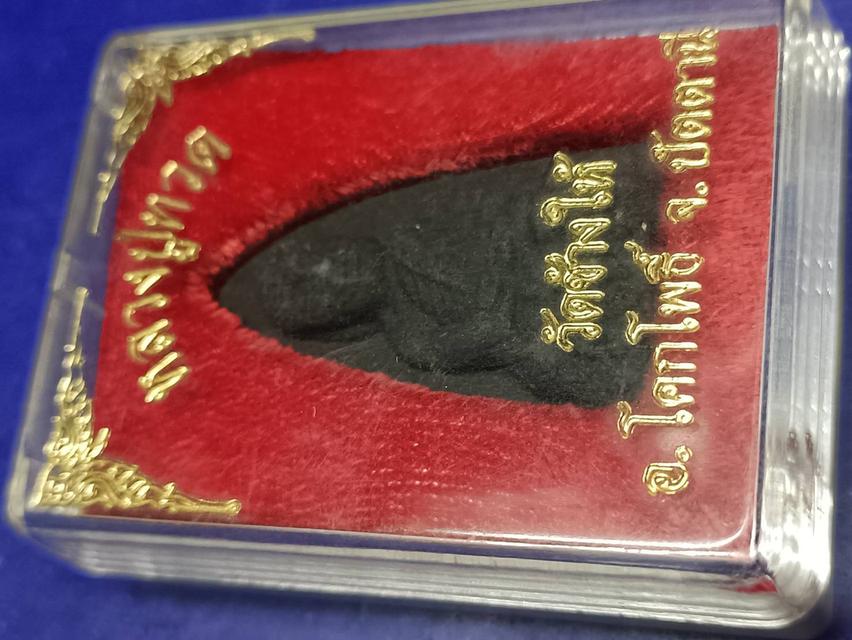 หลวงปู่ทวด
วัดช้างให้
อ. โคกโพธิ์ จ. ปัตตานี